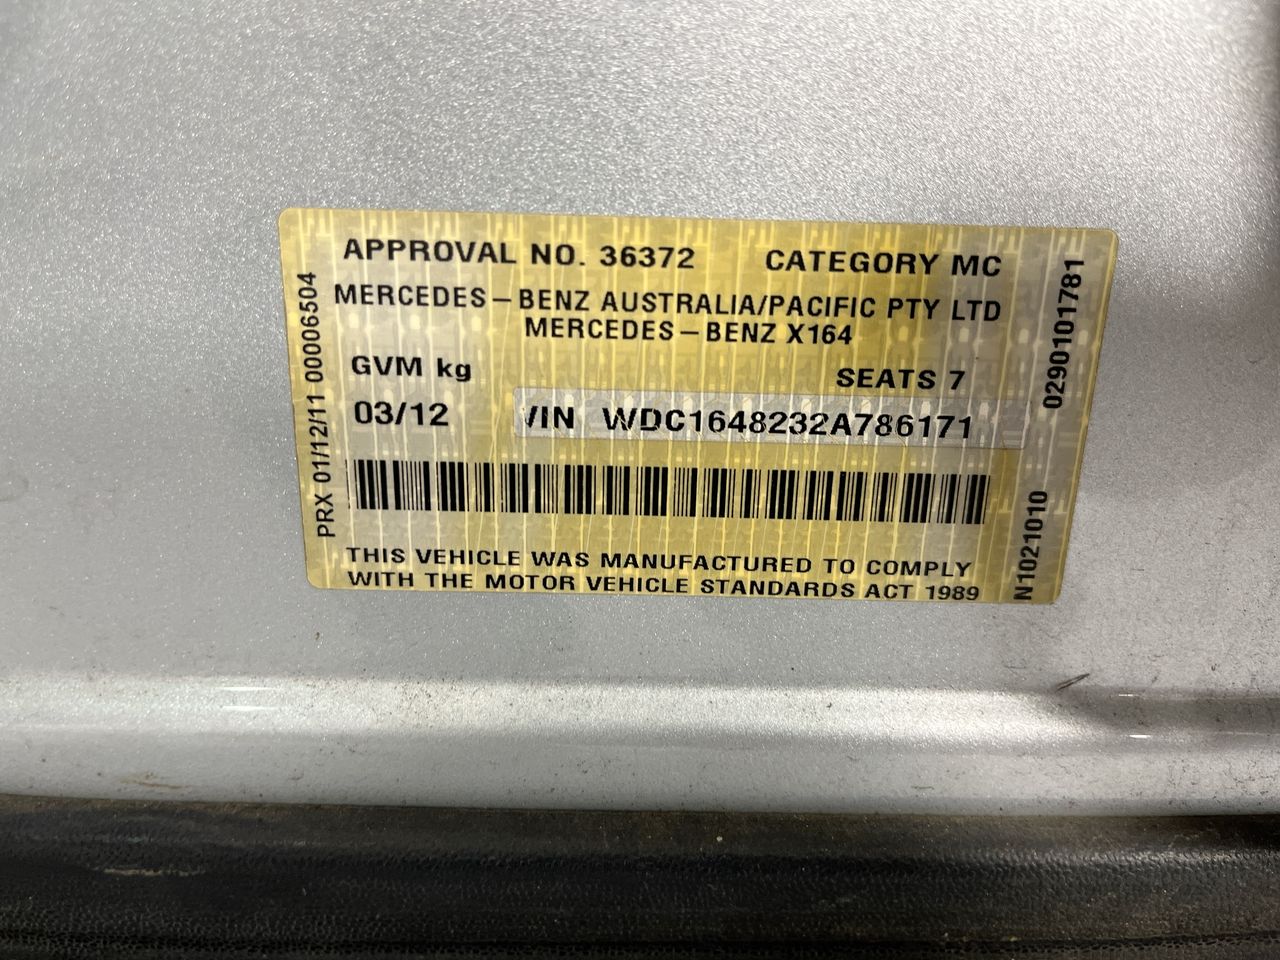 APPROVAL NO. 36372 CATEGORY MC
MERCEDES-BENZ AUSTRALIA/PACIFIC PTY LTD
MERCEDES-BENZ X164
GVM kg SEATS 7
03/12 VIN WDC1648232A786171
THIS VEHICLE WAS MANUFACTURED TO COMPLY
WITH THE MOTOR VEHICLE STANDARDS ACT 1989
PRX 01/12/11 00006504
0290101781
N1021010